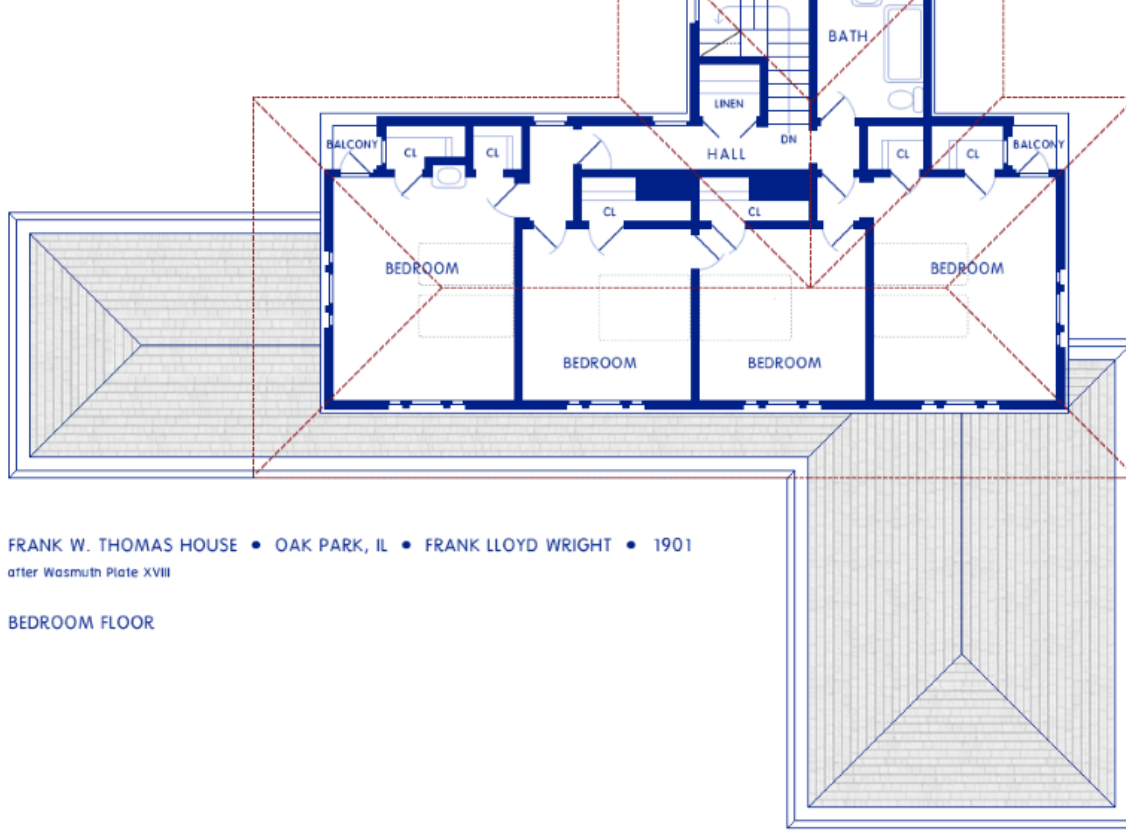 BATH
LINEN
DN
BALCONY
CL
CL
HALL
CL
CL
BALCONY
CL
CL
BEDROOM
BEDROOM
BEDROOM
BEDROOM
FRANK W. THOMAS HOUSE • OAK PARK, IL • FRANK LLOYD WRIGHT • 1901
after Wasmuth Plate XVIII
BEDROOM FLOOR